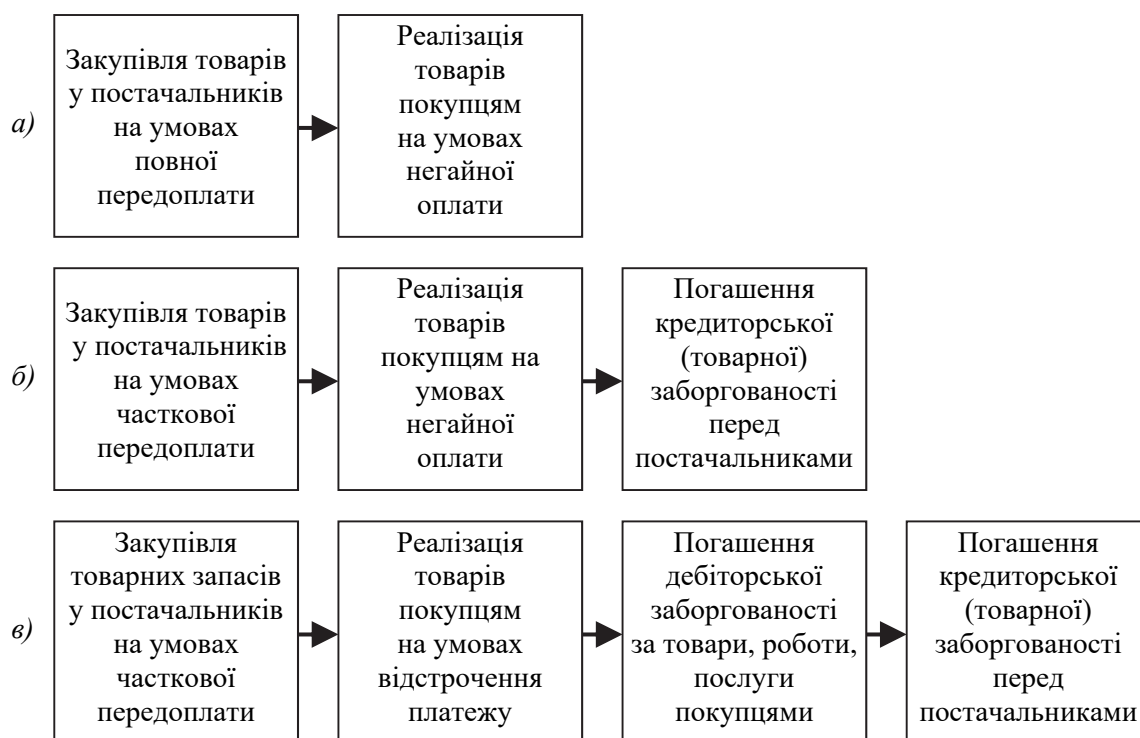 а)
Закупівля товарів
у постачальників
на умовах
повної
передоплати
Реалізація
товарів
покупцям
на умовах
негайної
оплати
б)
Закупівля товарів
у постачальників
на умовах
часткової
передоплати
Реалізація
товарів
покупцям на
умовах
негайної
оплати
Погашення
кредиторської
(товарної)
заборгованості
перед
постачальниками
в)
Закупівля
товарних запасів
у постачальників
на умовах
часткової
передоплати
Реалізація
товарів
покупцям
на умовах
відстрочення
платежу
Погашення
дебіторської
заборгованості
за товари, роботи,
послуги
покупцями
Погашення
кредиторської
(товарної)
заборгованості
перед
постачальниками